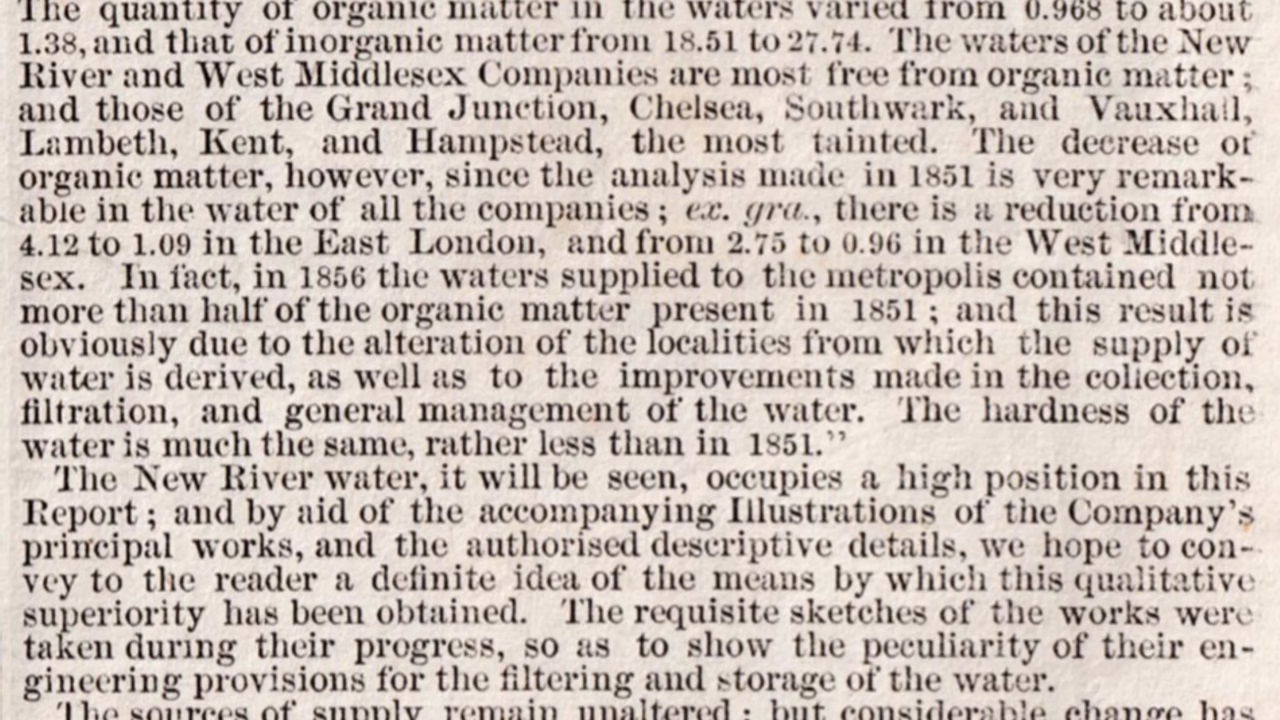 The quantity of organic matter in the waters varied from 0.968 to about
1.38, and that of inorganic matter from 18.51 to 27.74. The waters of the New
River and West Middlesex Companies are most free from organic matter;
and those of the Grand Junction, Chelsea, Southwark, and Vauxhall,
Lambeth, Kent, and Hampstead, the most tainted. The decrease of
organic matter, however, since the analysis made in 1851 is very remark-
able in the water of all the companies; ex. gra., there is a reduction from
4.12 to 1.09 in the East London, and from 2.75 to 0.96 in the West Middle-
sex. In fact, in 1856 the waters supplied to the metropolis contained not
more than half of the organic matter present in 1851; and this result is
obviously due to the alteration of the localities from which the supply of
water is derived, as well as to the improvements made in the collection,
filtration, and general management of the water. The hardness of the
water is much the same, rather less than in 1851.”
The New River water, it will be seen, occupies a high position in this
Report; and by aid of the accompanying Illustrations of the Company’s
principal works, and the authorised descriptive details, we hope to con-
vey to the reader a definite idea of the means by which this qualitative
superiority has been obtained. The requisite sketches of the works were
taken during their progress, so as to show the peculiarity of their en-
gineering provisions for the filtering and storage of the water.
The sources of supply remain unaltered; but considerable change has